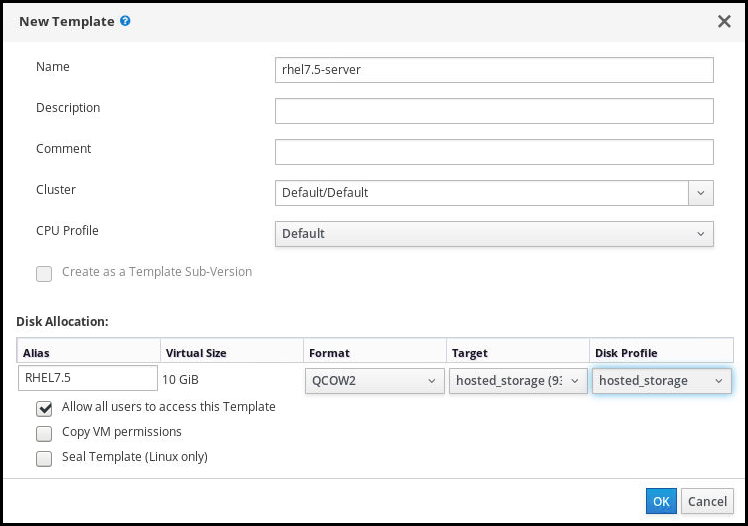 New Template
Name
rhel7.5-server
Description
Comment
Cluster
Default/Default
CPU Profile
Default
Create as a Template Sub-Version
Disk Allocation:
Alias Virtual Size Format Target Disk Profile
RHEL7.5 10 GiB QCOW2 hosted_storage (93 hosted_storage
Allow all users to access this Template
Copy VM permissions
Seal Template (Linux only)
OK Cancel